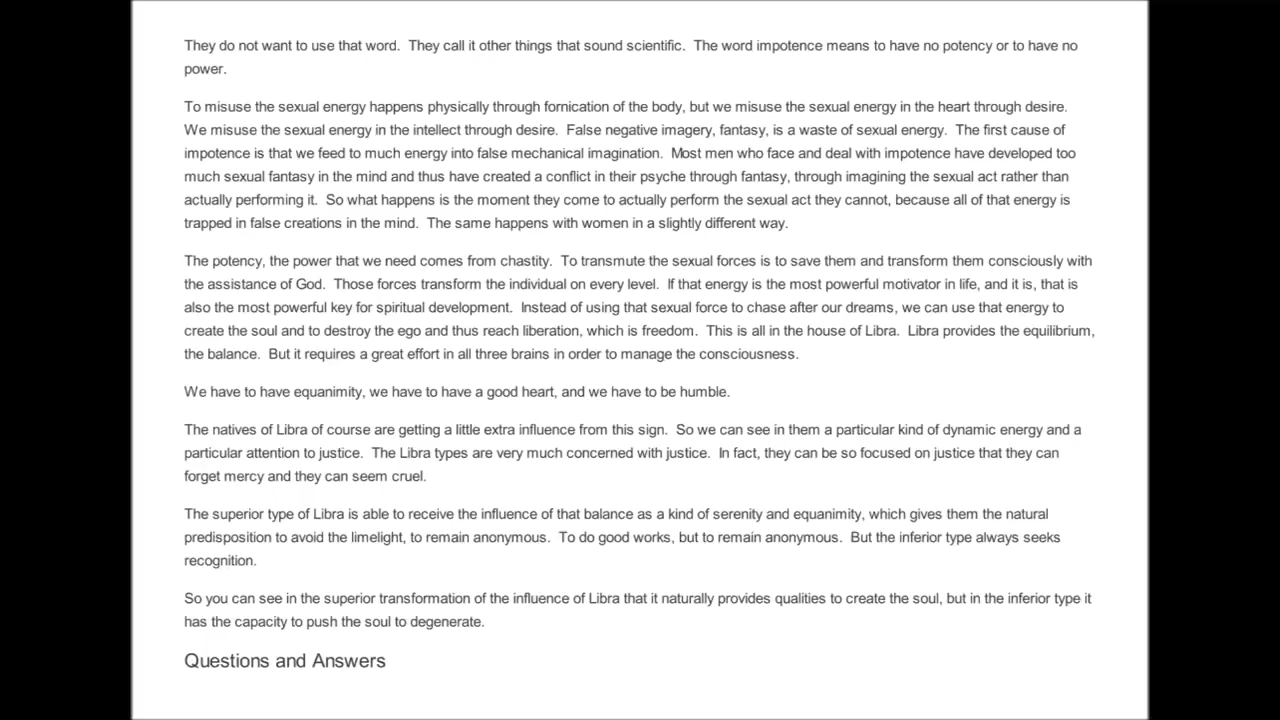 They do not want to use that word.  They call it other things that sound scientific.  The word impotence means to have no potency or to have no
power.
To misuse the sexual energy happens physically through fornication of the body, but we misuse the sexual energy in the heart through desire.
We misuse the sexual energy in the intellect through desire.  False negative imagery, fantasy, is a waste of sexual energy.  The first cause of
impotence is that we feed to much energy into false mechanical imagination.  Most men who face and deal with impotence have developed too
much sexual fantasy in the mind and thus have created a conflict in their psyche through fantasy, through imagining the sexual act rather than
actually performing it.  So what happens is the moment they come to actually perform the sexual act they cannot, because all of that energy is
trapped in false creations in the mind.  The same happens with women in a slightly different way.
The potency, the power that we need comes from chastity.  To transmute the sexual forces is to save them and transform them consciously with
the assistance of God.  Those forces transform the individual on every level.  If that energy is the most powerful motivator in life, and it is, that is
also the most powerful key for spiritual development.  Instead of using that sexual force to chase after our dreams, we can use that energy to
create the soul and to destroy the ego and thus reach liberation, which is freedom.  This is all in the house of Libra.  Libra provides the equilibrium,
the balance.  But it requires a great effort in all three brains in order to manage the consciousness.
We have to have equanimity, we have to have a good heart, and we have to be humble.
The natives of Libra of course are getting a little extra influence from this sign.  So we can see in them a particular kind of dynamic energy and a
particular attention to justice.  The Libra types are very much concerned with justice.  In fact, they can be so focused on justice that they can
forget mercy and they can seem cruel.
The superior type of Libra is able to receive the influence of that balance as a kind of serenity and equanimity, which gives them the natural
predisposition to avoid the limelight, to remain anonymous.  To do good works, but to remain anonymous.  But the inferior type always seeks
recognition.
So you can see in the superior transformation of the influence of Libra that it naturally provides qualities to create the soul, but in the inferior type it
has the capacity to push the soul to degenerate.
Questions and Answers